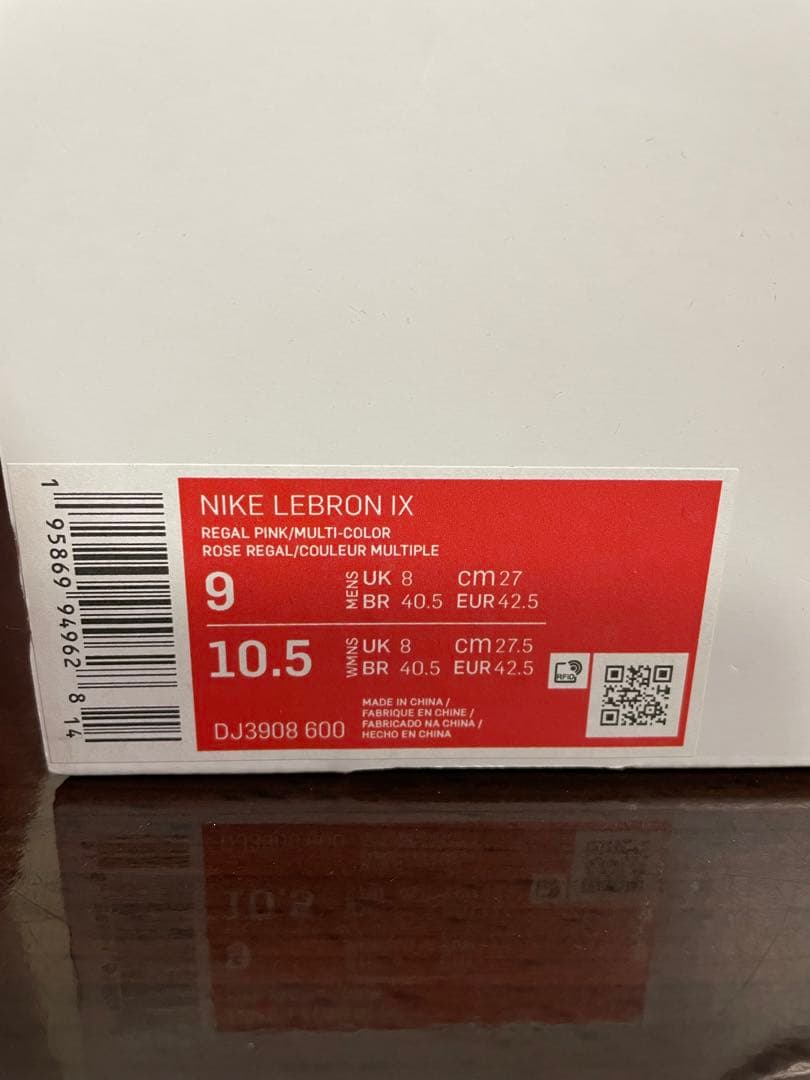 NIKE LEBRON IX
REGAL PINK/MULTI-COLOR
ROSE REGAL/COULEUR MULTIPLE
9 MENS UK 8 cm 27
BR 40.5 EUR 42.5
10.5 WMNS UK 8 cm 27.5
BR 40.5 EUR 42.5
RFID
DJ3908 600
MADE IN CHINA /
FABRIQUE EN CHINE /
FABRICADO NA CHINA /
HECHO EN CHINA
1 95869 94962 8 14